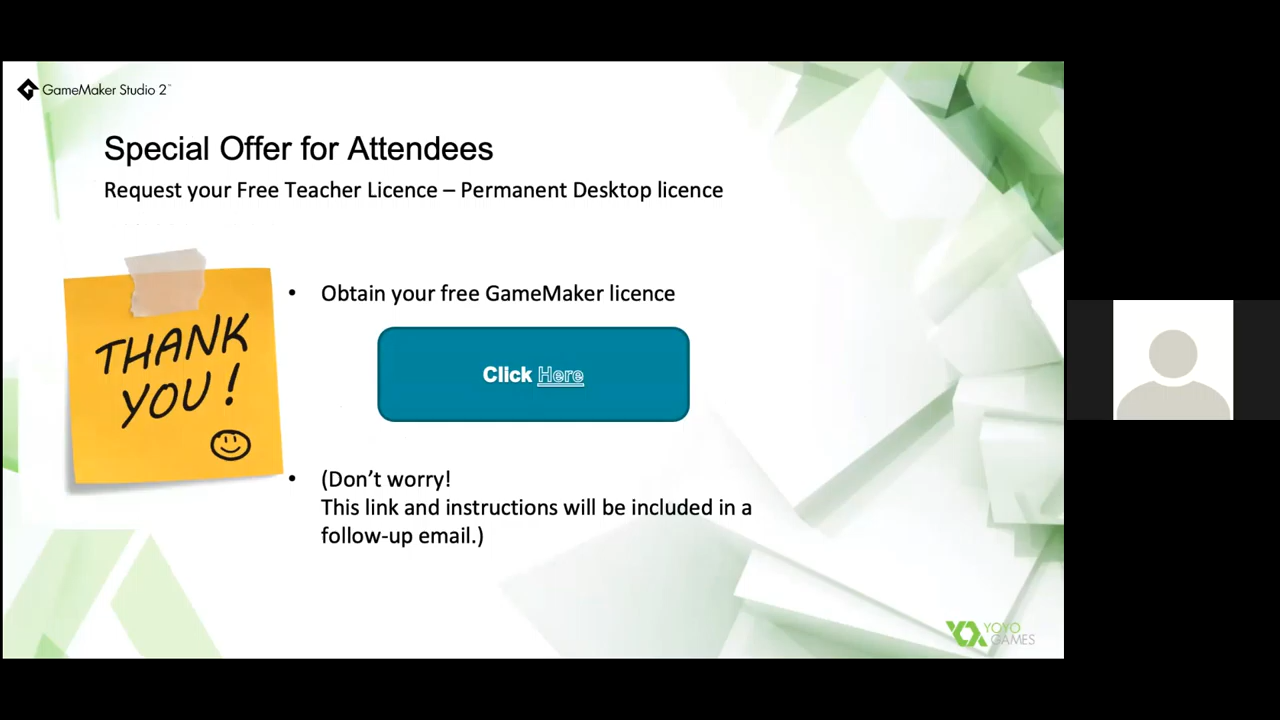 GameMaker Studio 2™
Special Offer for Attendees
Request your Free Teacher Licence – Permanent Desktop licence
THANK
YOU!
• Obtain your free GameMaker licence
Click Here
• (Don’t worry!
This link and instructions will be included in a
follow-up email.)
YOYO
GAMES